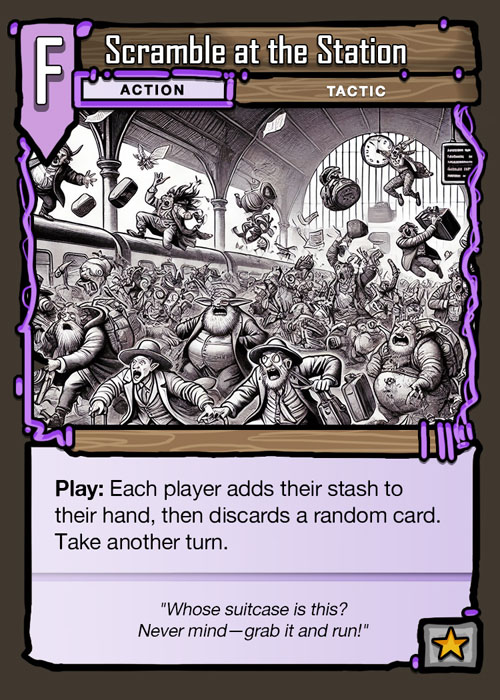 F
Scramble at the Station
ACTION
TACTIC
Play: Each player adds their stash to
their hand, then discards a random card.
Take another turn.
"Whose suitcase is this?
Never mind—grab it and run!"